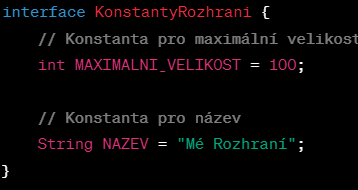 interface KonstantyRozhrani {
// Konstanta pro maximální velikost
int MAXIMALNI_VELIKOST = 100;
// Konstanta pro název
String NAZEV = "Mé Rozhraní";
}